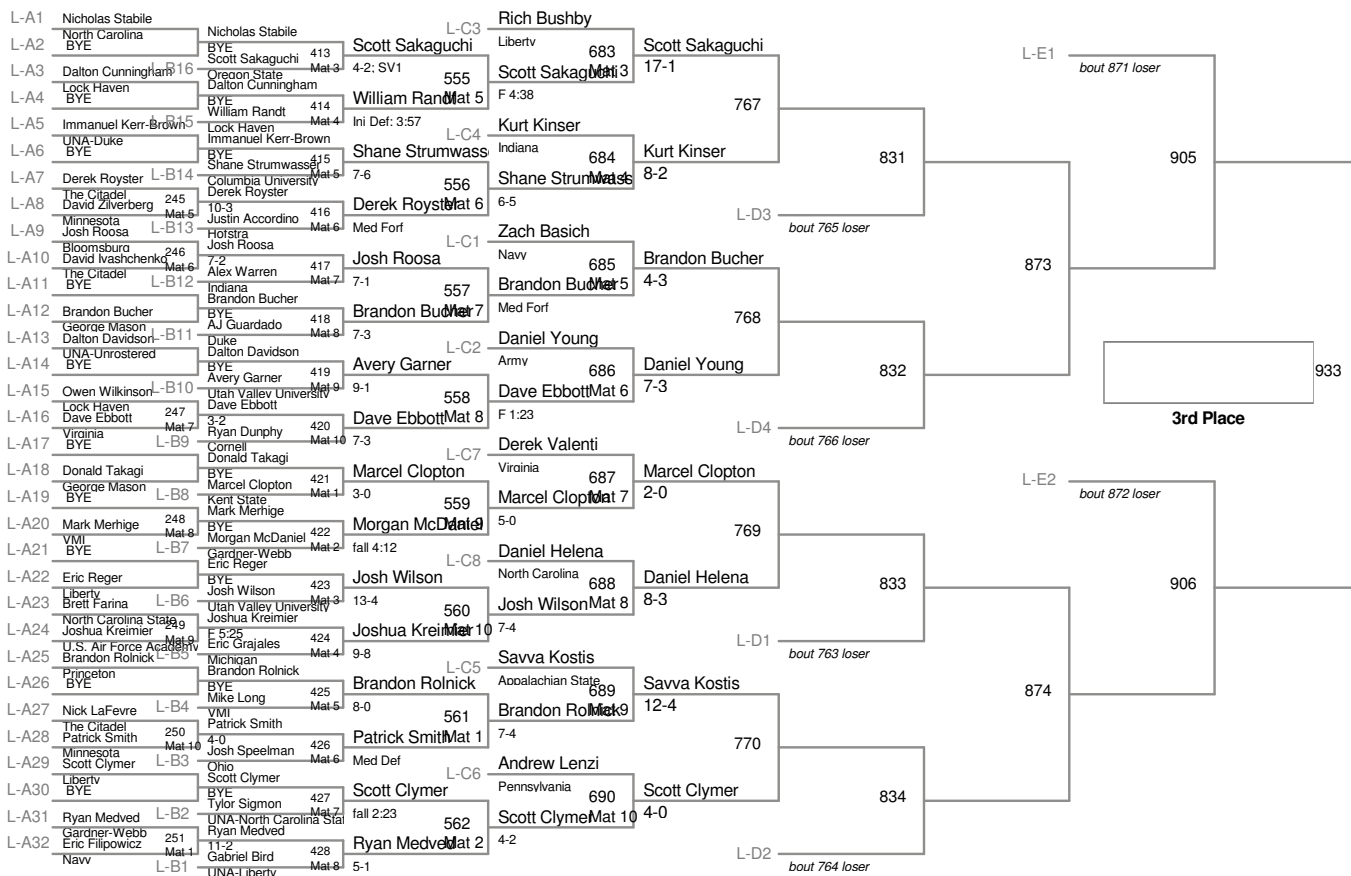 L-A1
Nicholas Stabile
North Carolina
L-A2
BYE
L-A3
Dalton Cunningham
Lock Haven
L-A4
BYE
L-A5
Immanuel Kerr-Brown
UNA-Duke
L-A6
BYE
L-A7
Derek Royster
The Citadel
L-A8
David Zilverberg
245
Mat 5
Minnesota
L-A9
Josh Roosa
Bloomsburg
L-A10
David Ivashchenko
246
Mat 6
The Citadel
L-A11
BYE
L-A12
Brandon Bucher
George Mason
L-A13
Dalton Davidson
UNA-Unrostered
L-A14
BYE
L-A15
Owen Wilkinson
Lock Haven
L-A16
Dave Ebbott
247
Mat 7
Virginia
L-A17
BYE
L-A18
Donald Takagi
George Mason
L-A19
BYE
L-A20
Mark Merhige
248
Mat 8
VMI
L-A21
BYE
L-A22
Eric Reger
Liberty
L-A23
Brett Farina
North Carolina State
L-A24
Joshua Kreimier
249
Mat 9
U.S. Air Force Academy
L-A25
Brandon Rolnick
Princeton
L-A26
BYE
L-A27
Nick LaFevre
The Citadel
L-A28
Patrick Smith
250
Mat 10
Minnesota
L-A29
Scott Clymer
Liberty
L-A30
BYE
L-A31
Ryan Medved
Gardner-Webb
L-A32
Eric Filipowicz
251
Mat 1
Navy
Nicholas Stabile
BYE
Scott Sakaguchi
413
Mat 3
L-B16
Oregon State
Dalton Cunningham
BYE
William Randt
414
Mat 4
L-B15
Lock Haven
Immanuel Kerr-Brown
BYE
Shane Strumwasser
415
Mat 5
L-B14
Columbia University
Derek Royster
10-3
Justin Accordino
416
Mat 6
L-B13
Hofstra
Josh Roosa
7-2
Alex Warren
417
Mat 7
L-B12
Indiana
Brandon Bucher
BYE
AJ Guardado
418
Mat 8
L-B11
Duke
Dalton Davidson
BYE
Avery Garner
419
Mat 9
L-B10
Utah Valley University
Dave Ebbott
3-2
Ryan Dunphy
420
Mat 10
L-B9
Cornell
Donald Takagi
BYE
Marcel Clopton
421
Mat 1
L-B8
Kent State
Mark Merhige
BYE
Morgan McDaniel
422
Mat 2
L-B7
Gardner-Webb
Eric Reger
BYE
Josh Wilson
423
Mat 3
L-B6
Utah Valley University
Joshua Kreimier
F 5:25
Eric Grajales
424
Mat 4
L-B5
Michigan
Brandon Rolnick
BYE
Mike Long
425
Mat 5
L-B4
VMI
Patrick Smith
4-0
Josh Speelman
426
Mat 6
L-B3
Ohio
Scott Clymer
BYE
Tylor Sigmon
427
Mat 7
L-B2
UNA-North Carolina Stat
Ryan Medved
11-2
Gabriel Bird
428
Mat 8
L-B1
UNA-Liberty
Scott Sakaguchi
4-2; SV1
555
Mat 5
William Randt
Inj Def: 3:57
Shane Strumwasse
7-6
556
Mat 6
Derek Royster
Med Forf
Josh Roosa
7-1
557
Mat 7
Brandon Bucher
7-3
Avery Garner
9-1
558
Mat 8
Dave Ebbott
7-3
Marcel Clopton
3-0
559
Mat 9
Morgan McDaniel
fall 4:12
Josh Wilson
13-4
560
Mat 10
Joshua Kreimier
9-8
Brandon Rolnick
8-0
561
Mat 1
Patrick Smith
Med Def
Scott Clymer
fall 2:23
562
Mat 2
Ryan Medved
5-1
L-C3
Rich Bushby
Liberty
683
Mat 3
Scott Sakaguchi
F 4:38
L-C4
Kurt Kinser
Indiana
684
Mat 4
Shane Strumwass
6-5
L-C1
Zach Basich
Navy
685
Mat 5
Brandon Bucher
Med Forf
L-C2
Daniel Young
Army
686
Mat 6
Dave Ebbott
F 1:23
L-C7
Derek Valenti
Virginia
687
Mat 7
Marcel Clopton
5-0
L-C8
Daniel Helena
North Carolina
688
Mat 8
Josh Wilson
7-4
L-C5
Savva Kostis
Appalachian State
689
Mat 9
Brandon Rolnick
7-4
L-C6
Andrew Lenzi
Pennsylvania
690
Mat 10
Scott Clymer
4-2
Scott Sakaguchi
17-1
767
Kurt Kinser
8-2
Brandon Bucher
4-3
768
Daniel Young
7-3
Marcel Clopton
2-0
769
Daniel Helena
8-3
Savva Kostis
12-4
770
Scott Clymer
4-0
831
L-D3
bout 765 loser
832
L-D4
bout 766 loser
833
L-D1
bout 763 loser
834
L-D2
bout 764 loser
873
874
L-E1
bout 871 loser
905
L-E2
bout 872 loser
906
933
3rd Place